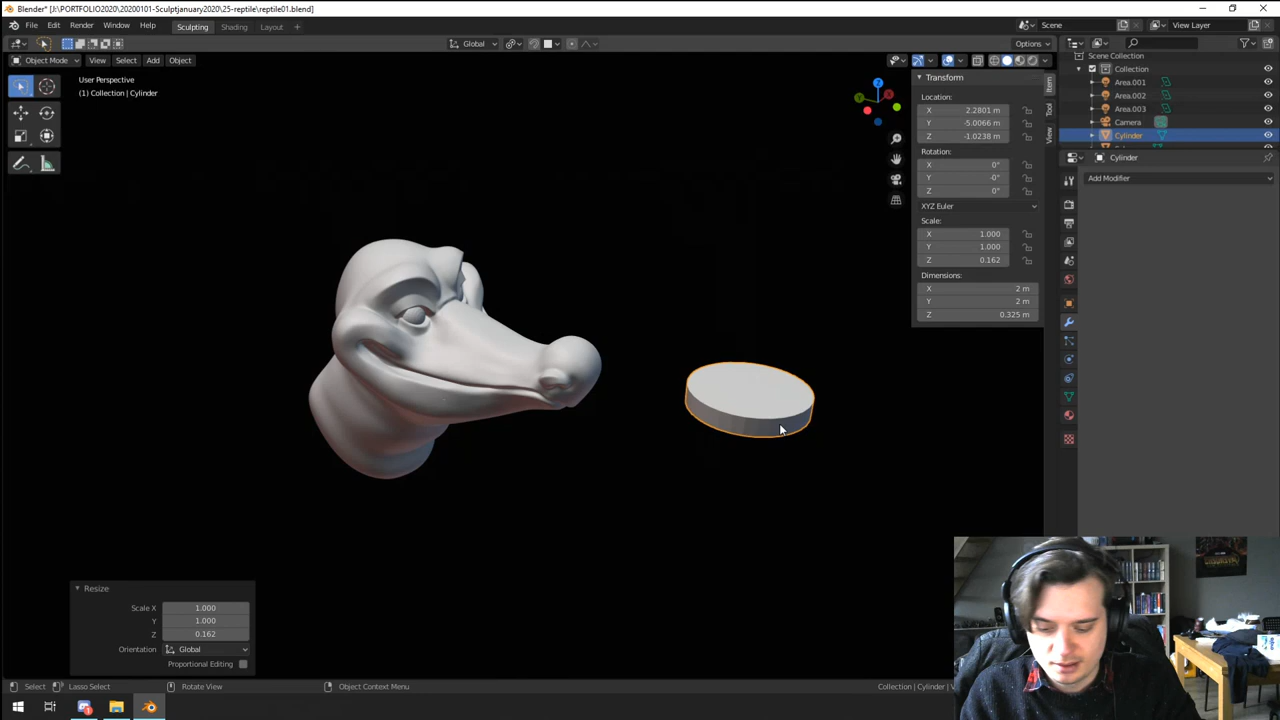 Blender* [J:\PORTFOLIO2020\20200101-Sculptjanuary2020\25-reptile\reptile01.blend]
File Edit Render Window Help Sculpting Shading Layout Scene View Layer
Global Options
Object Mode View Select Add Object
User Perspective
(1) Collection | Cylinder
Scene Collection
Collection
Area.001
Area.002
Area.003
Camera
Cylinder
Transform
Location:
X 2.2801 m
Y -5.0066 m
Z -1.0238 m
Rotation:
X 0°
Y -0°
Z 0°
XYZ Euler
Scale:
X 1.000
Y 1.000
Z 0.162
Dimensions:
X 2 m
Y 2 m
Z 0.325 m
Item
Tool
View
Cylinder
Add Modifier
Resize
Scale X 1.000
Y 1.000
Z 0.162
Orientation Global
Proportional Editing
Select Lasso Select Rotate View Object Context Menu Collection | Cylinder